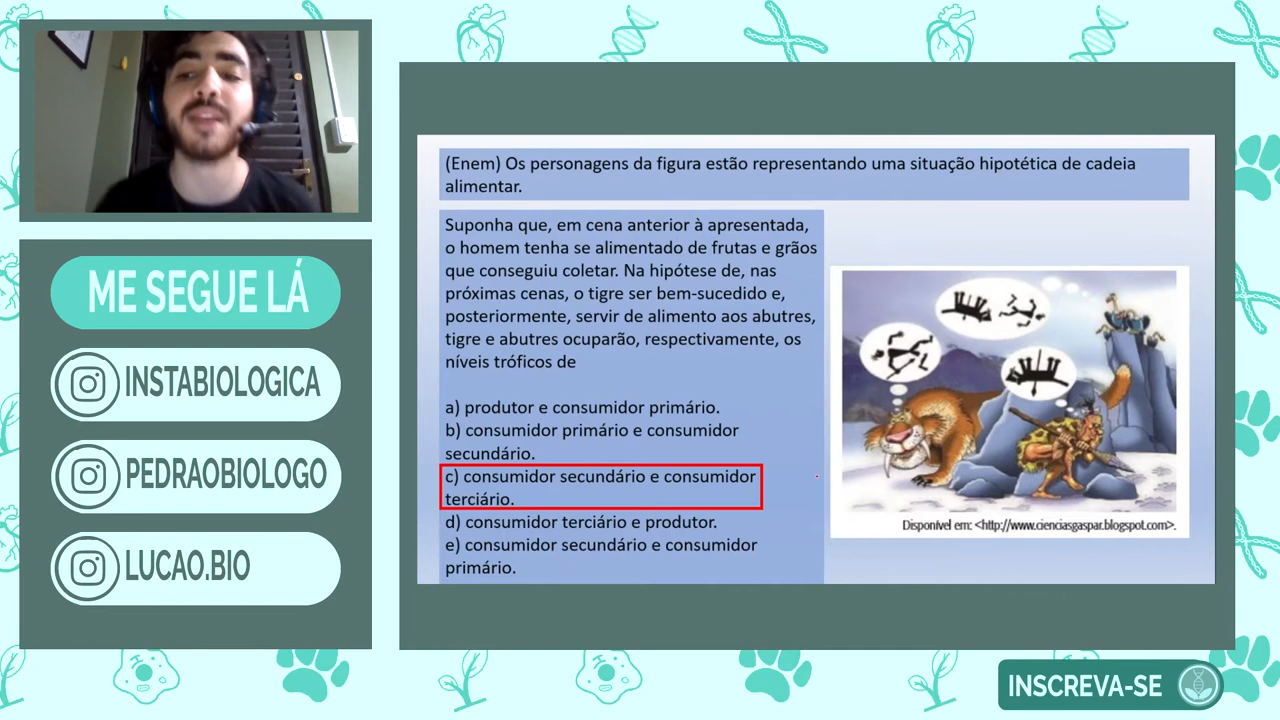 ME SEGUE LÁ
INSTABIOLOGICA
PEDRAOBIOLOGO
LUCAO.BIO
(Enem) Os personagens da figura estão representando uma situação hipotética de cadeia
alimentar.
Suponha que, em cena anterior à apresentada,
o homem tenha se alimentado de frutas e grãos
que conseguiu coletar. Na hipótese de, nas
próximas cenas, o tigre ser bem-sucedido e,
posteriormente, servir de alimento aos abutres,
tigre e abutres ocuparão, respectivamente, os
níveis tróficos de
a) produtor e consumidor primário.
b) consumidor primário e consumidor
secundário.
c) consumidor secundário e consumidor
terciário.
d) consumidor terciário e produtor.
e) consumidor secundário e consumidor
primário.
Disponível em: <http://www.cienciasgaspar.blogspot.com>.
INSCREVA-SE